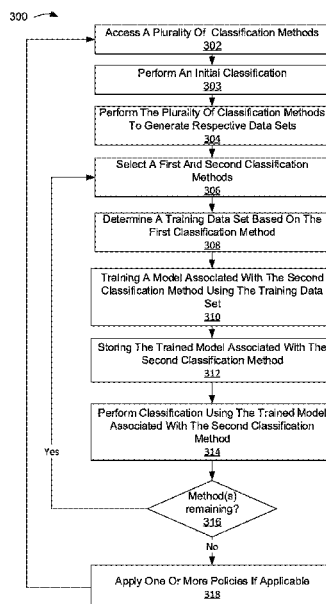 300
Access A Plurality Of Classification Methods
302
Perform An Initial Classification
303
Perform The Plurality Of Classification Methods
To Generate Respective Data Sets
304
Select A First And Second Classification
Methods
306
Determine A Training Data Set Based On The
First Classification Method
308
Training A Model Associated With The Second
Classification Method Using The Training Data
Set
310
Storing The Trained Model Associated With The
Second Classification Method
312
Perform Classification Using The Trained Model
Associated With The Second Classification
Method
314
Yes
Method(s)
remaining?
316
No
Apply One Or More Policies If Applicable
318